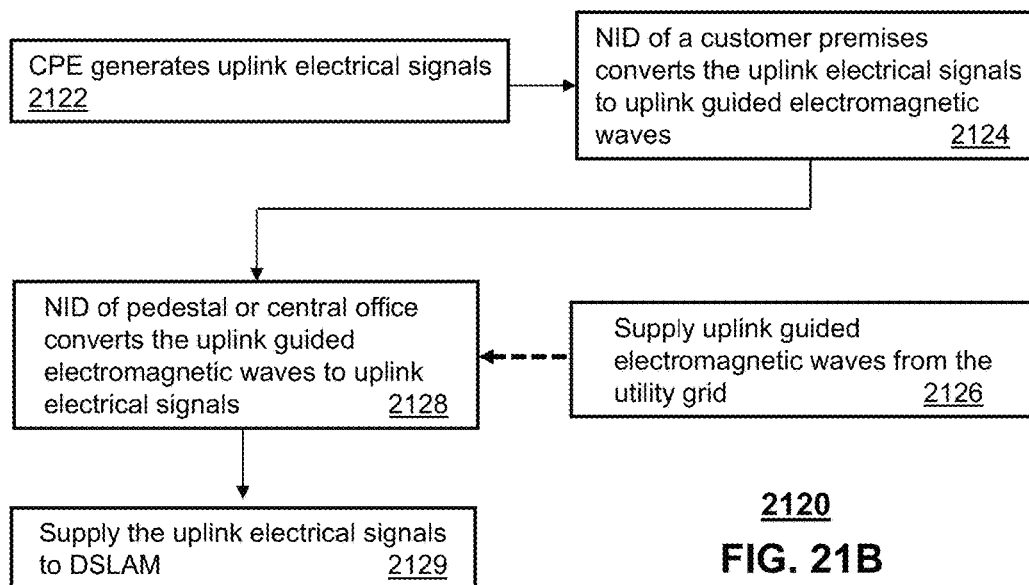 CPE generates uplink electrical signals
2122
NID of a customer premises
converts the uplink electrical signals
to uplink guided electromagnetic
waves 2124
NID of pedestal or central office
converts the uplink guided
electromagnetic waves to uplink
electrical signals 2128
Supply uplink guided
electromagnetic waves from the
utility grid 2126
Supply the uplink electrical signals
to DSLAM 2129
2120
FIG. 21B